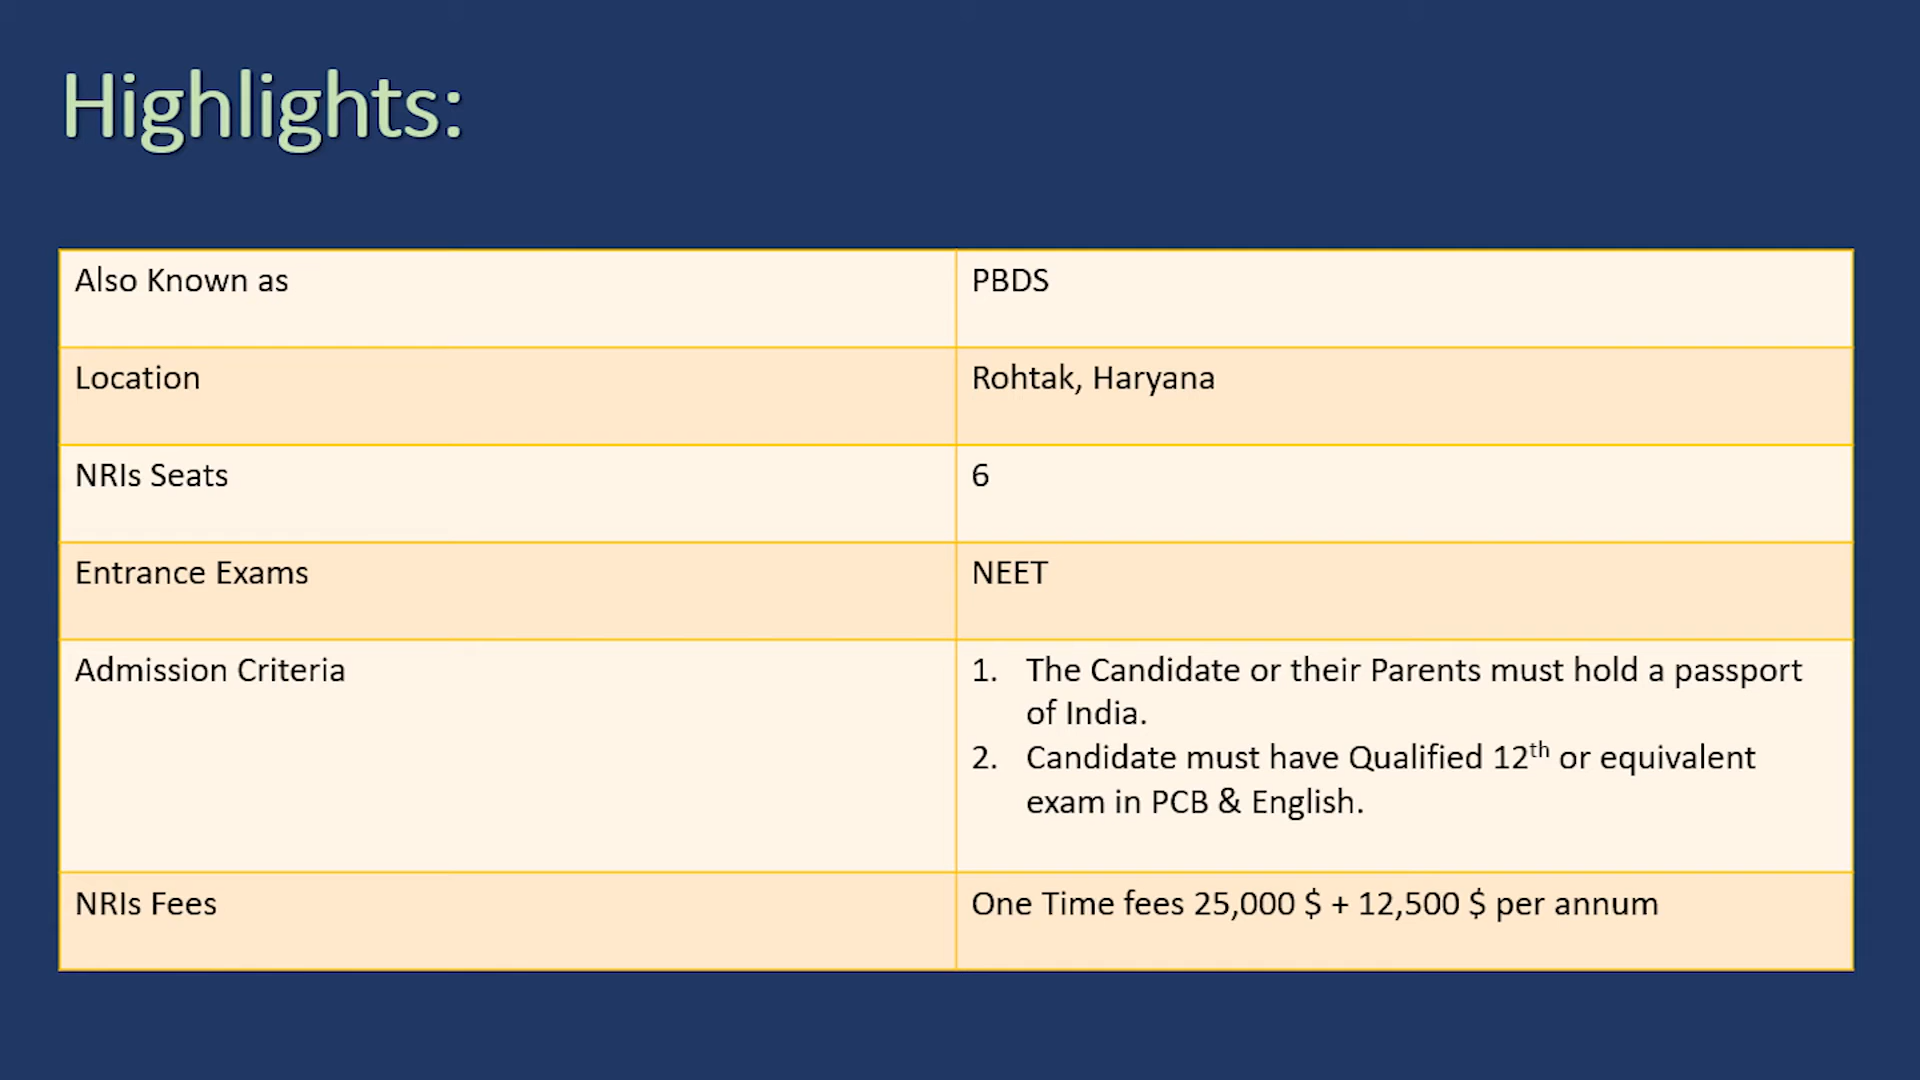 Highlights:
Also Known as
PBDS
Location
Rohtak, Haryana
NRIs Seats
6
Entrance Exams
NEET
Admission Criteria
1. The Candidate or their Parents must hold a passport
of India.
2. Candidate must have Qualified 12th or equivalent
exam in PCB & English.
NRIs Fees
One Time fees 25,000 $ + 12,500 $ per annum